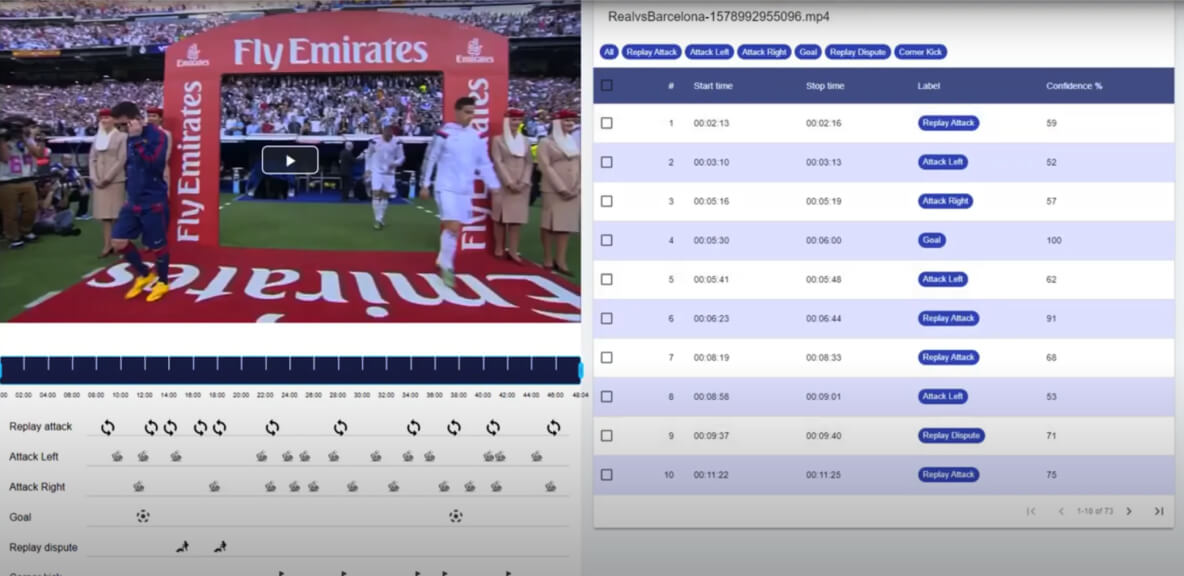 Fly Emirates
Emirates
Emirates
Fly Emirates
Fly Emirates
Emirates
00 02:00 04:00 06:00 08:00 10:00 12:00 14:00 16:00 18:00 20:00 22:00 24:00 26:00 28:00 30:00 32:00 34:00 36:00 38:00 40:00 42:00 44:00 46:00 48:04
Replay attack
Attack Left
Attack Right
Goal
Replay dispute
Corner kick
RealvsBarcelona-1578992955096.mp4
All Replay Attack Attack Left Attack Right Goal Replay Dispute Corner Kick
# Start time Stop time Label Confidence %
1 00:02:13 00:02:16 Replay Attack 59
2 00:03:10 00:03:13 Attack Left 52
3 00:05:16 00:05:19 Attack Right 57
4 00:05:30 00:06:00 Goal 100
5 00:05:41 00:05:48 Attack Left 62
6 00:06:23 00:06:44 Replay Attack 91
7 00:08:19 00:08:33 Replay Attack 68
8 00:08:58 00:09:01 Attack Left 53
9 00:09:37 00:09:40 Replay Dispute 71
10 00:11:22 00:11:25 Replay Attack 75
1-10 of 73